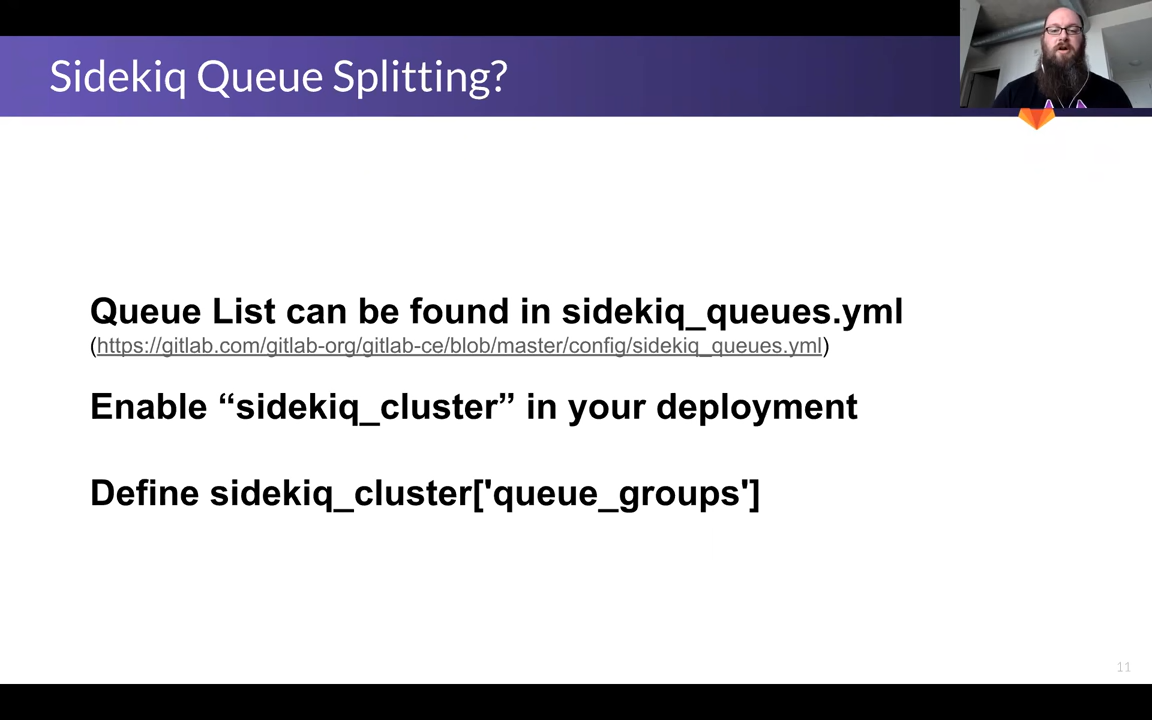 Sidekiq Queue Splitting?
Queue List can be found in sidekiq_queues.yml
(https://gitlab.com/gitlab-org/gitlab-ce/blob/master/config/sidekiq_queues.yml)
Enable “sidekiq_cluster” in your deployment
Define sidekiq_cluster['queue_groups']
11